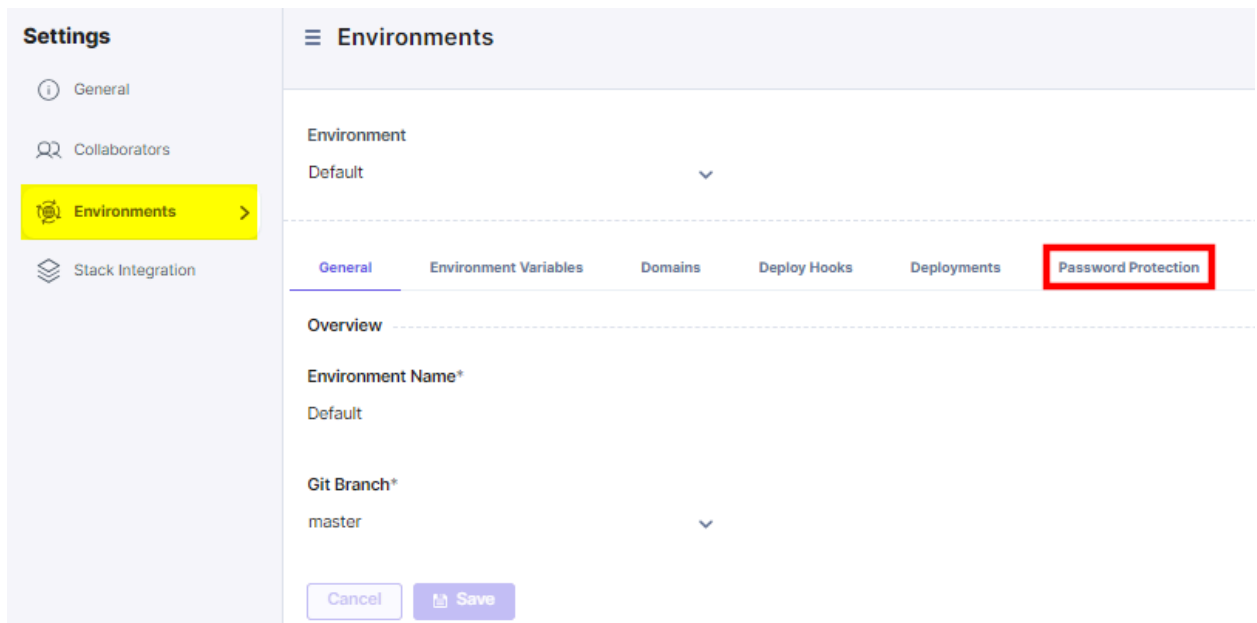 Settings
General
Collaborators
Environments
Stack Integration
Environments
Environment
Default
General Environment Variables Domains Deploy Hooks Deployments Password Protection
Overview
Environment Name*
Default
Git Branch*
master
Cancel Save